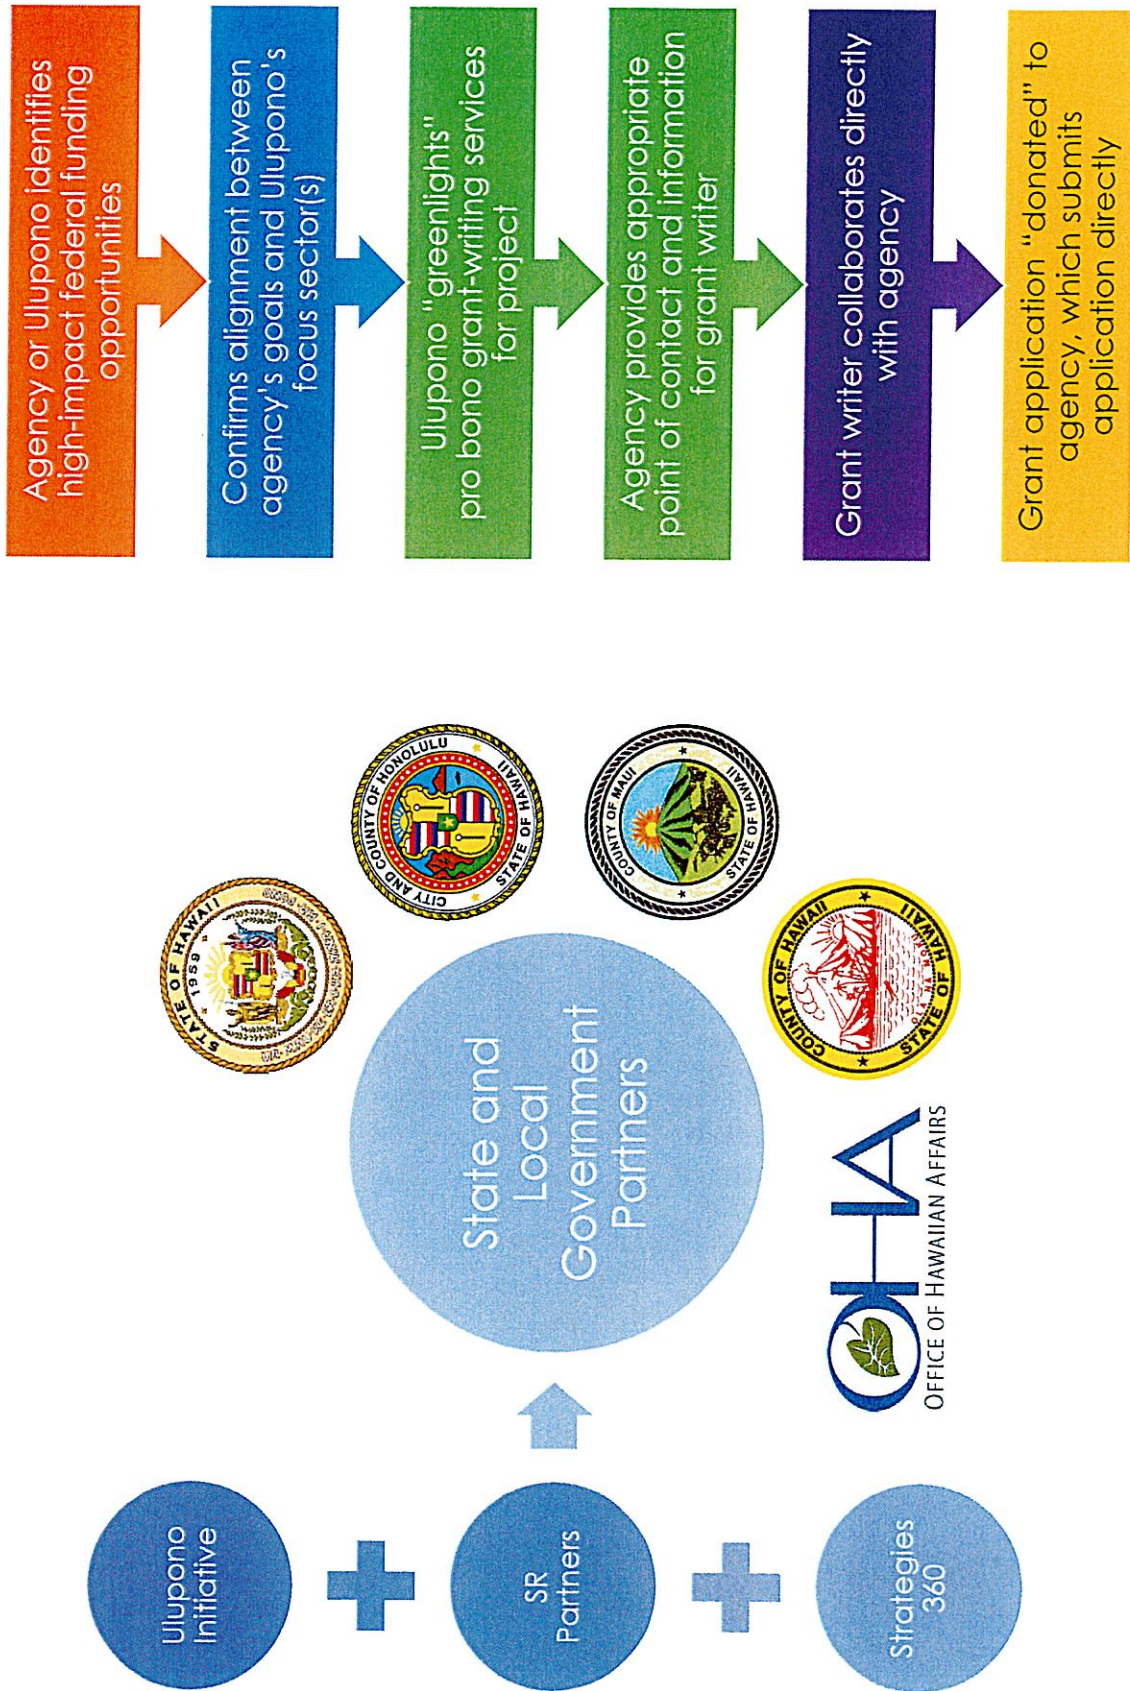 Ulupono
Initiative
SR
Partners
Strategies
360
State and
Local
Government
Partners
STATE OF HAWAII
1959
CITY AND COUNTY OF HONOLULU
STATE OF HAWAII
COUNTY OF MAUI
STATE OF HAWAII
COUNTY OF HAWAII
STATE OF HAWAII
OHA
OFFICE OF HAWAIIAN AFFAIRS
Agency or Ulupono identifies
high-impact federal funding
opportunities
Confirms alignment between
agency's goals and Ulupono's
focus sector(s)
Ulupono "greenlights"
pro bono grant-writing services
for project
Agency provides appropriate
point of contact and information
for grant writer
Grant writer collaborates directly
with agency
Grant application "donated" to
agency, which submits
application directly